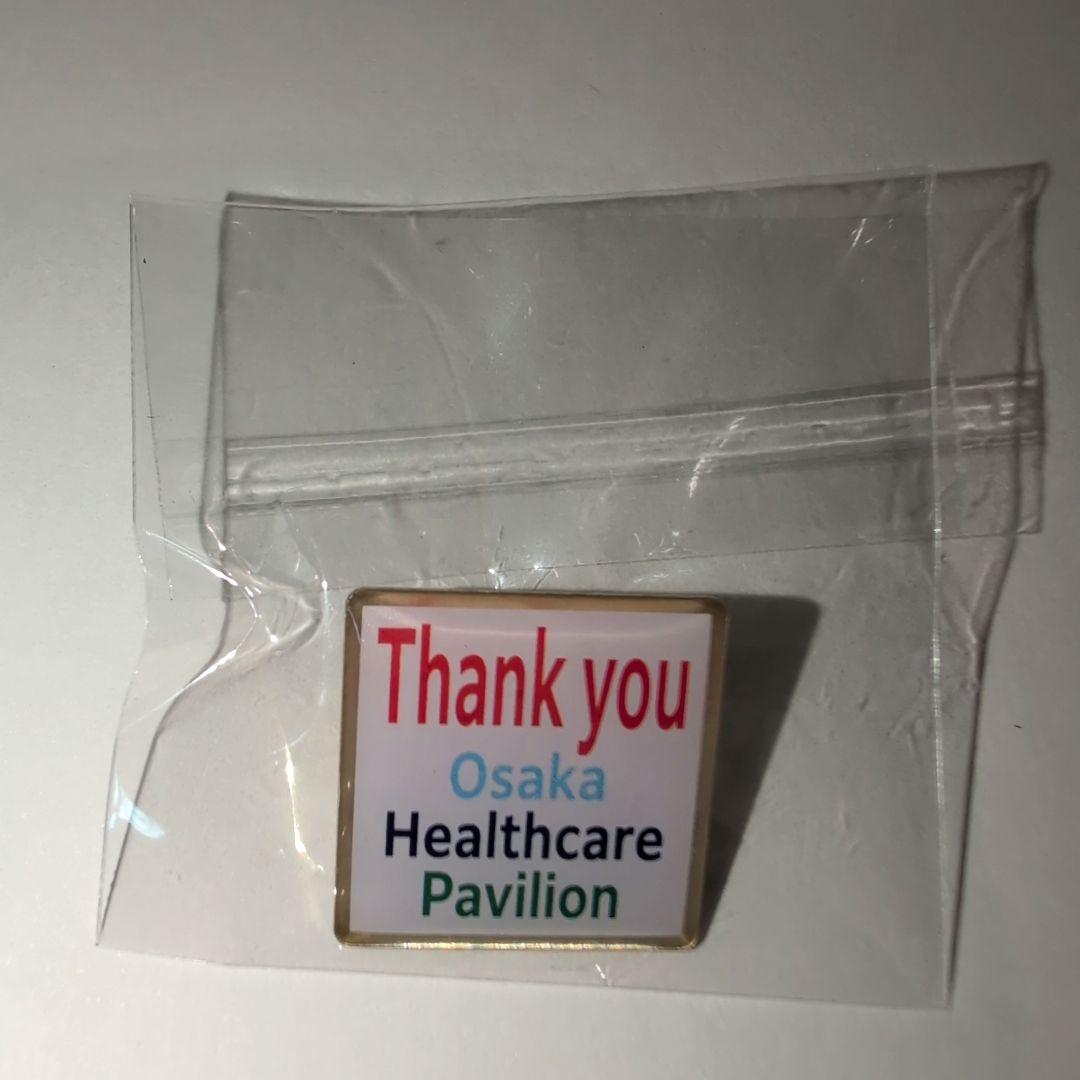 Thank you
Osaka
Healthcare
Pavilion